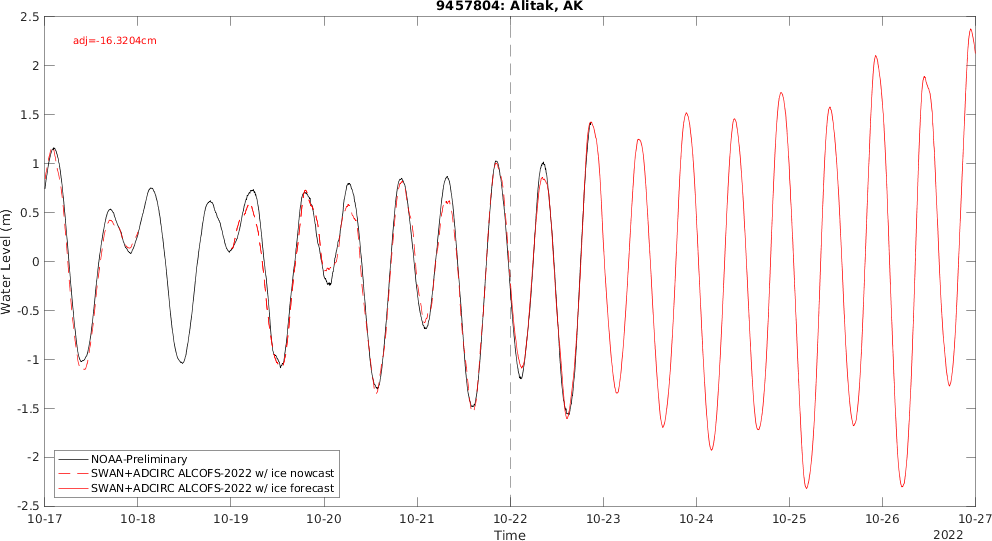 9457804: Alitak, AK
adj=-16.3204cm
2.5
2
1.5
1
0.5
0
-0.5
-1
-1.5
-2
-2.5
Water Level (m)
NOAA-Preliminary
SWAN+ADCIRC ALCOFS-2022 w/ ice nowcast
SWAN+ADCIRC ALCOFS-2022 w/ ice forecast
10-17 10-18 10-19 10-20 10-21 10-22 10-23 10-24 10-25 10-26 10-27
Time
2022